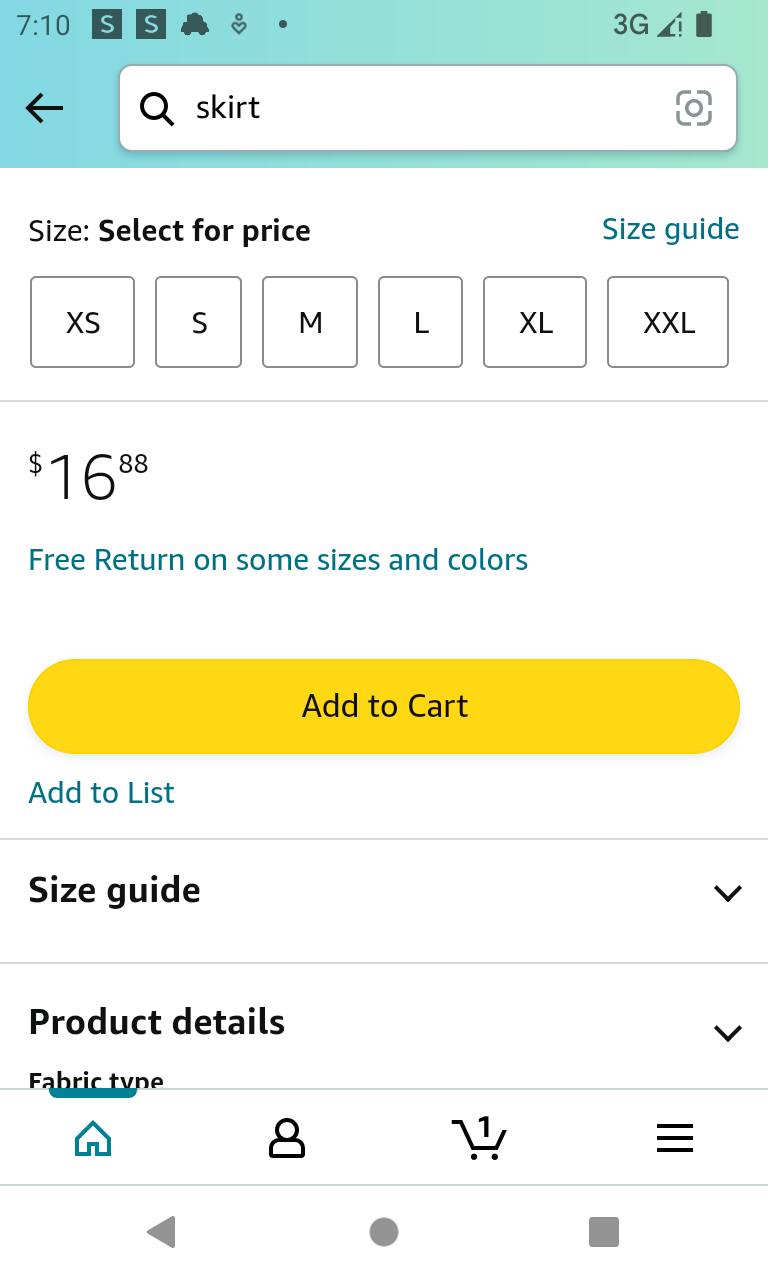 7:10 S S 3G
skirt
Size: Select for price Size guide
XS S M L XL XXL
$16 88
Free Return on some sizes and colors
Add to Cart
Add to List
Size guide
Product details
Fabric type
1